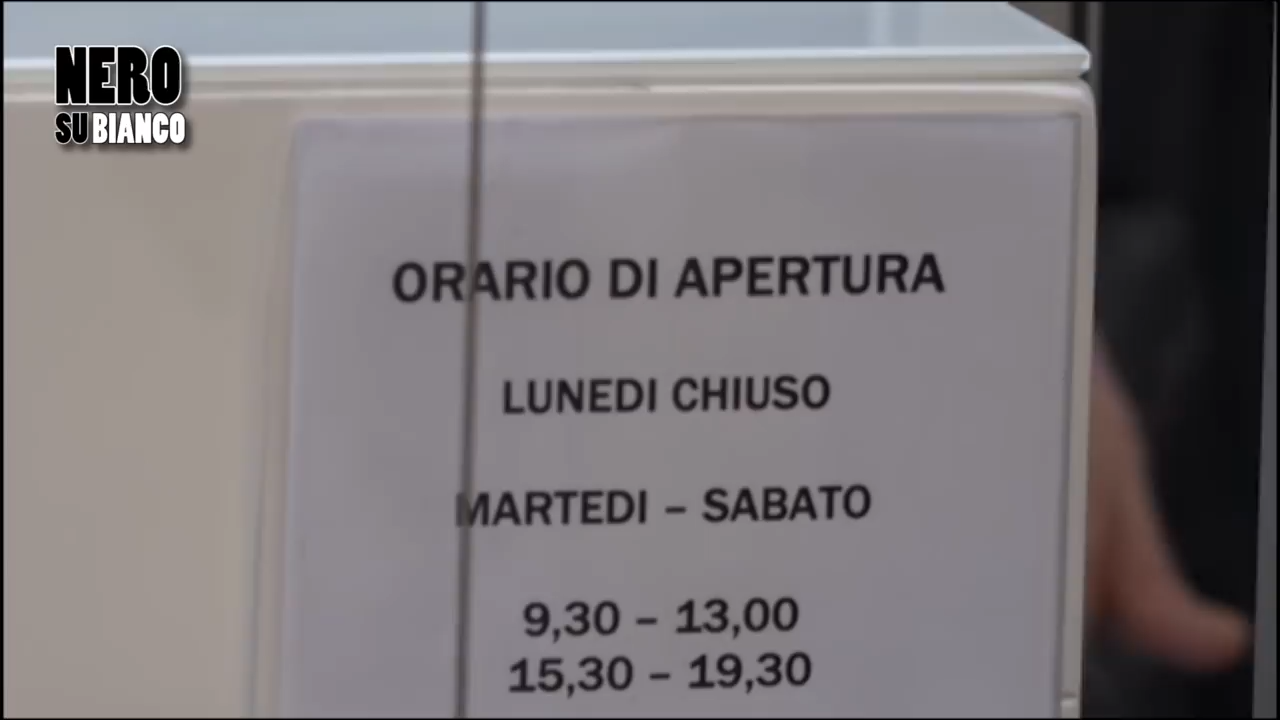 NERO
SU BIANCO
ORARIO DI APERTURA
LUNEDI CHIUSO
MARTEDI – SABATO
9,30 – 13,00
15,30 – 19,30